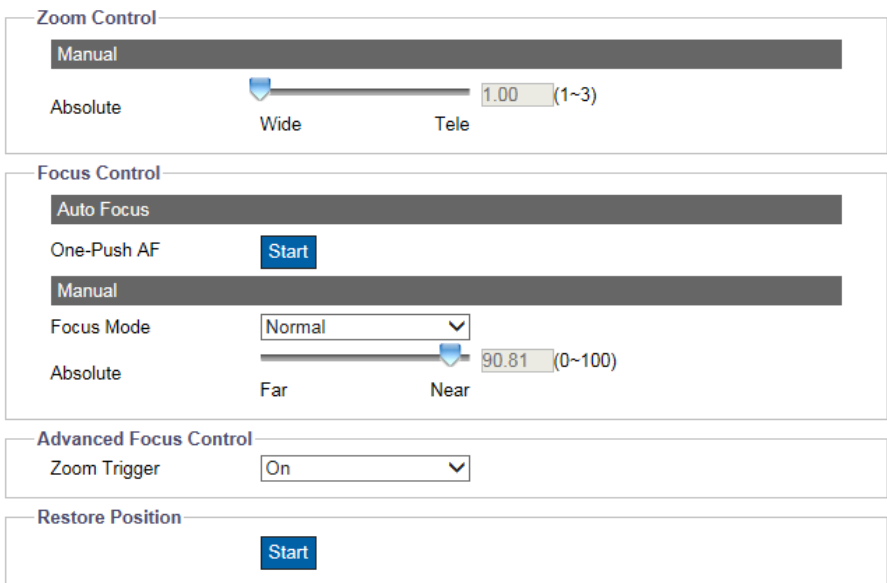 Zoom Control
Manual
Absolute 1.00 (1~3)
Wide Tele
Focus Control
Auto Focus
One-Push AF Start
Manual
Focus Mode Normal
Absolute 90.81 (0~100)
Far Near
Advanced Focus Control
Zoom Trigger On
Restore Position
Start